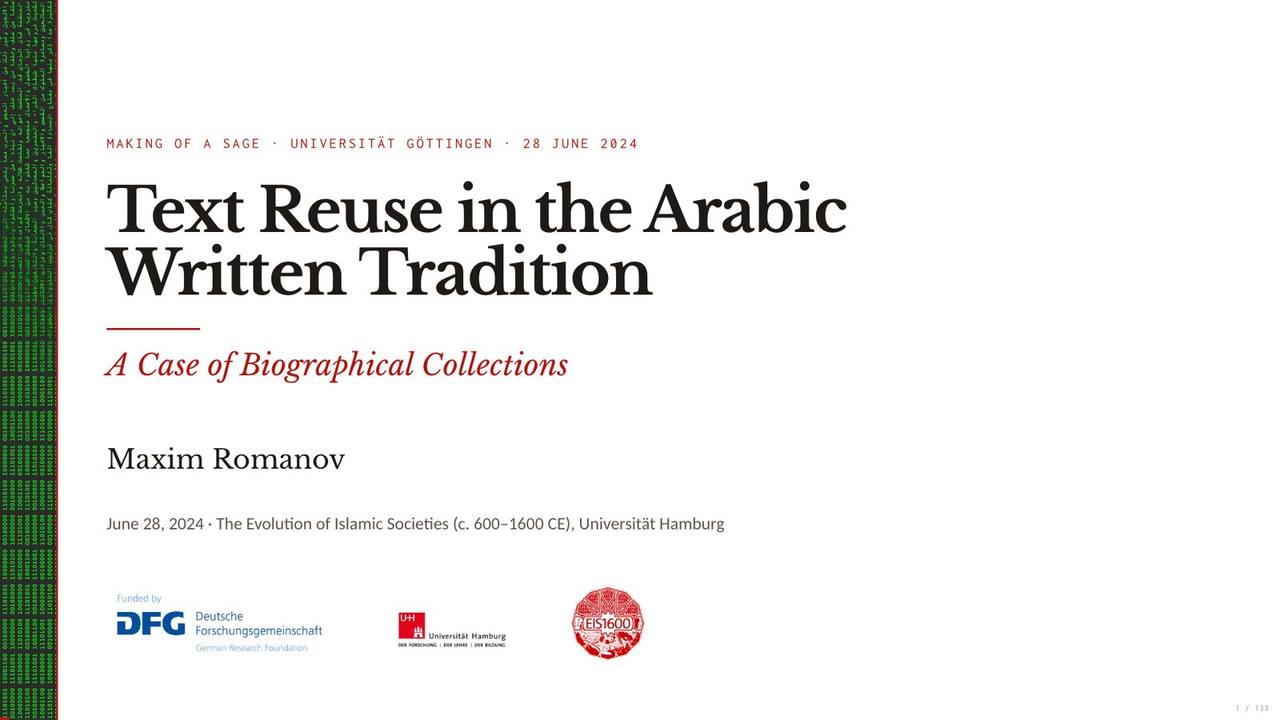 MAKING OF A SAGE · UNIVERSITÄT GÖTTINGEN · 28 JUNE 2024
Text Reuse in the Arabic
Written Tradition
A Case of Biographical Collections
Maxim Romanov
June 28, 2024 · The Evolution of Islamic Societies (c. 600–1600 CE), Universität Hamburg
Funded by
DFG Deutsche
Forschungsgemeinschaft
German Research Foundation
UH
Universität Hamburg
DER FORSCHUNG | DER LEHRE | DER BILDUNG
EIS1600
1 / 133